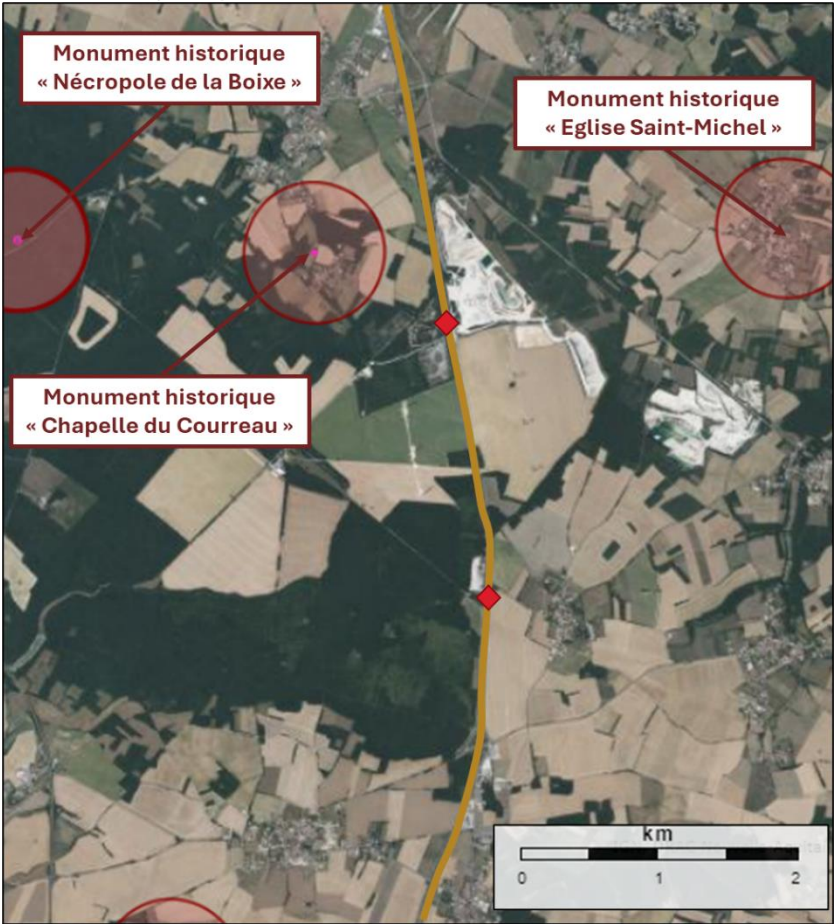 Monument historique
« Nécropole de la Boixe »
Monument historique
« Eglise Saint-Michel »
Monument historique
« Chapelle du Courreau »
km
0 1 2